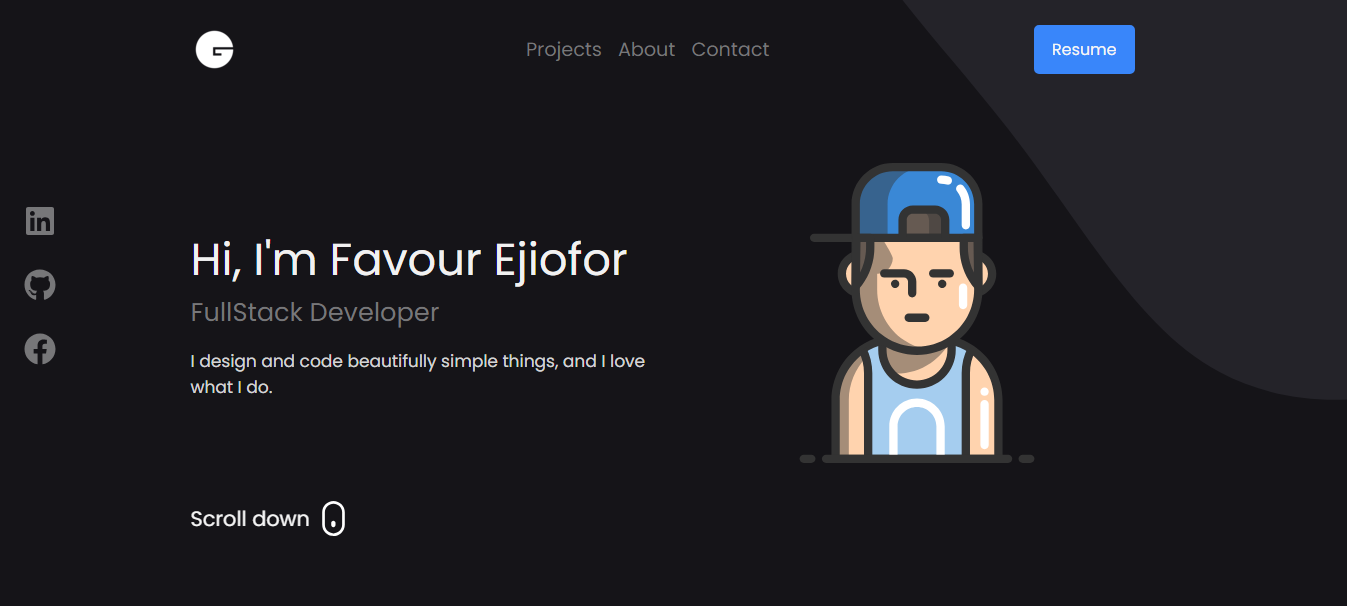 Projects About Contact
Resume
Hi, I'm Favour Ejiofor
FullStack Developer
I design and code beautifully simple things, and I love
what I do.
Scroll down